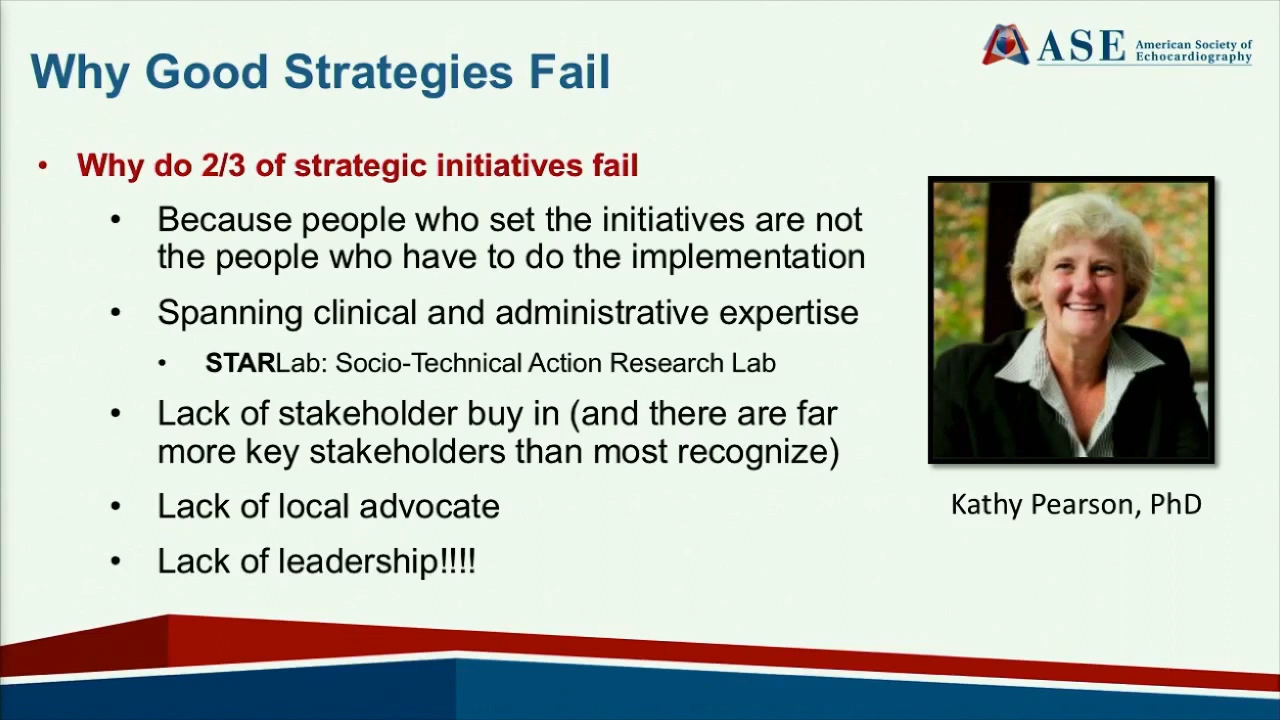 Why Good Strategies Fail
ASE American Society of
Echocardiography
• Why do 2/3 of strategic initiatives fail
• Because people who set the initiatives are not
the people who have to do the implementation
• Spanning clinical and administrative expertise
• STARLab: Socio-Technical Action Research Lab
• Lack of stakeholder buy in (and there are far
more key stakeholders than most recognize)
• Lack of local advocate
• Lack of leadership!!!!
Kathy Pearson, PhD